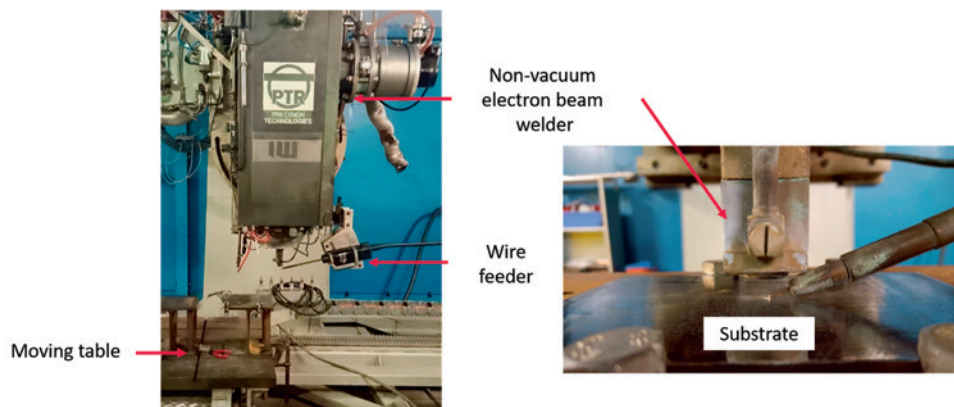 PTR
PRECISION
TECHNOLOGIES
Non-vacuum
electron beam
welder
Wire
feeder
Moving table
Substrate